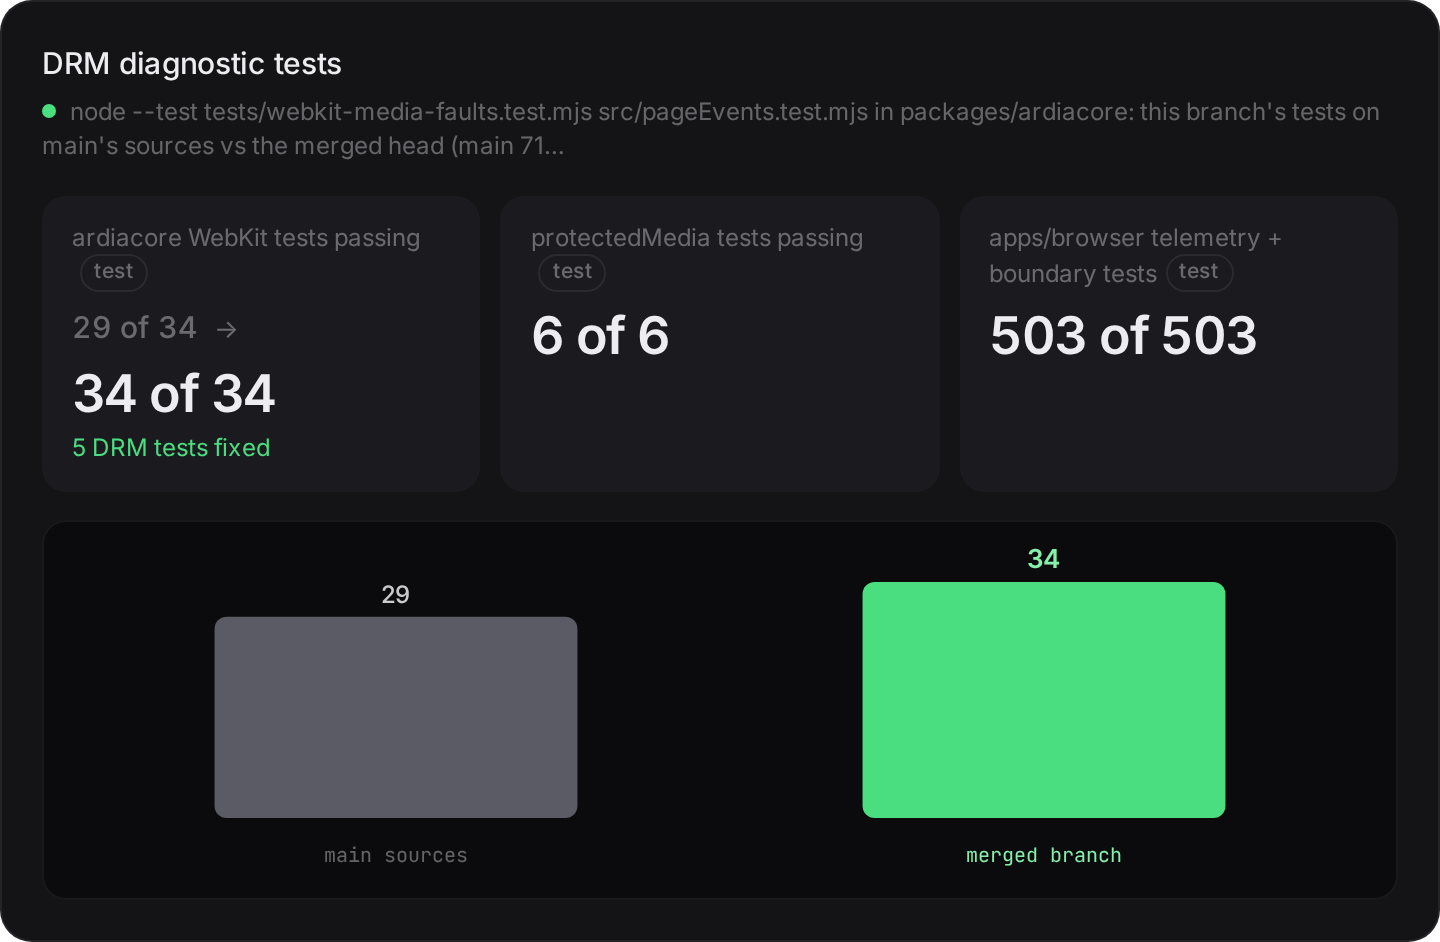 DRM diagnostic tests
node --test tests/webkit-media-faults.test.mjs src/pageEvents.test.mjs in packages/ardiacore: this branch's tests on
main's sources vs the merged head (main 71…
ardiacore WebKit tests passing
test
29 of 34 →
34 of 34
5 DRM tests fixed
protectedMedia tests passing
test
6 of 6
apps/browser telemetry +
boundary tests test
503 of 503
29
34
main sources
merged branch